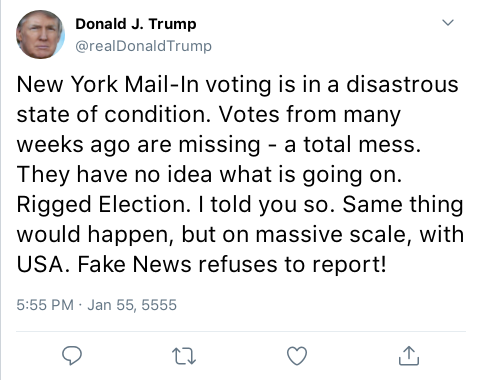 Donald J. Trump
@realDonaldTrump
New York Mail-In voting is in a disastrous
state of condition. Votes from many
weeks ago are missing - a total mess.
They have no idea what is going on.
Rigged Election. I told you so. Same thing
would happen, but on massive scale, with
USA. Fake News refuses to report!
5:55 PM · Jan 55, 5555